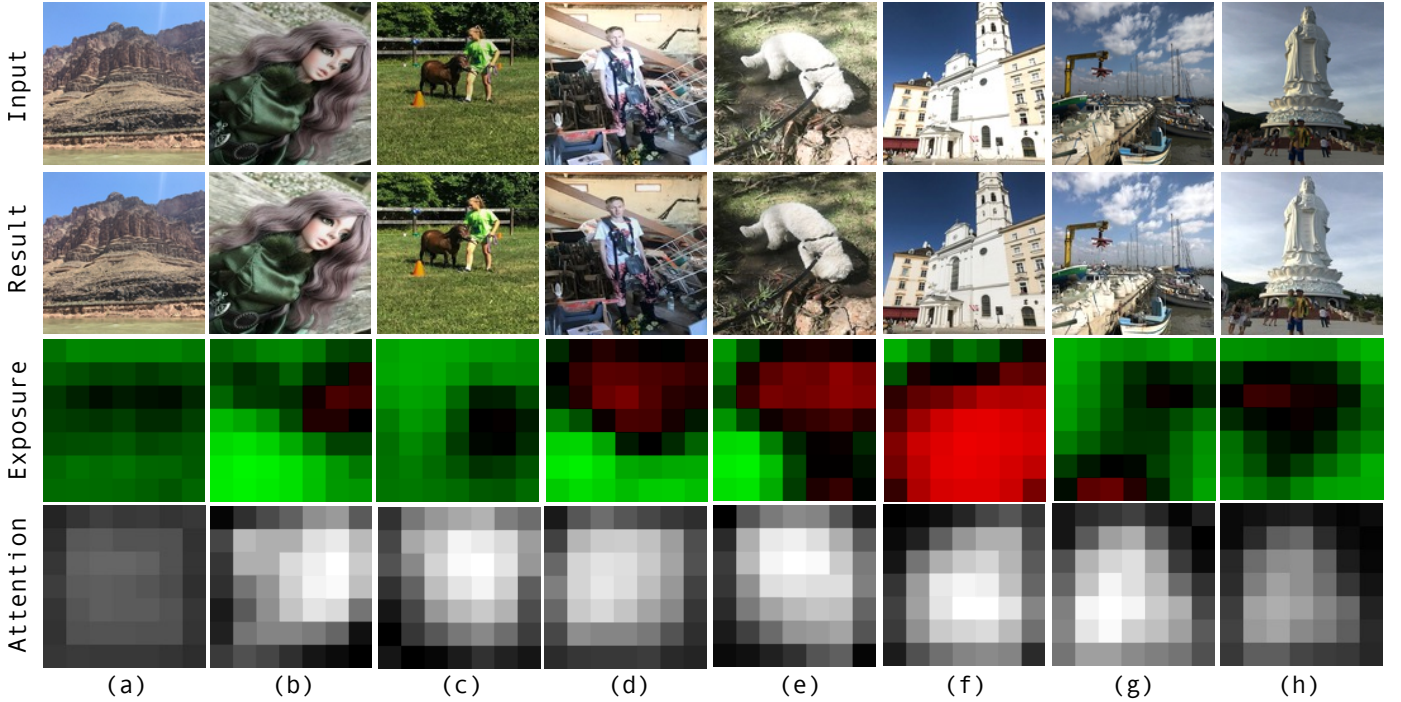 Input
Result
Exposure
Attention
(a) (b) (c) (d) (e) (f) (g) (h)